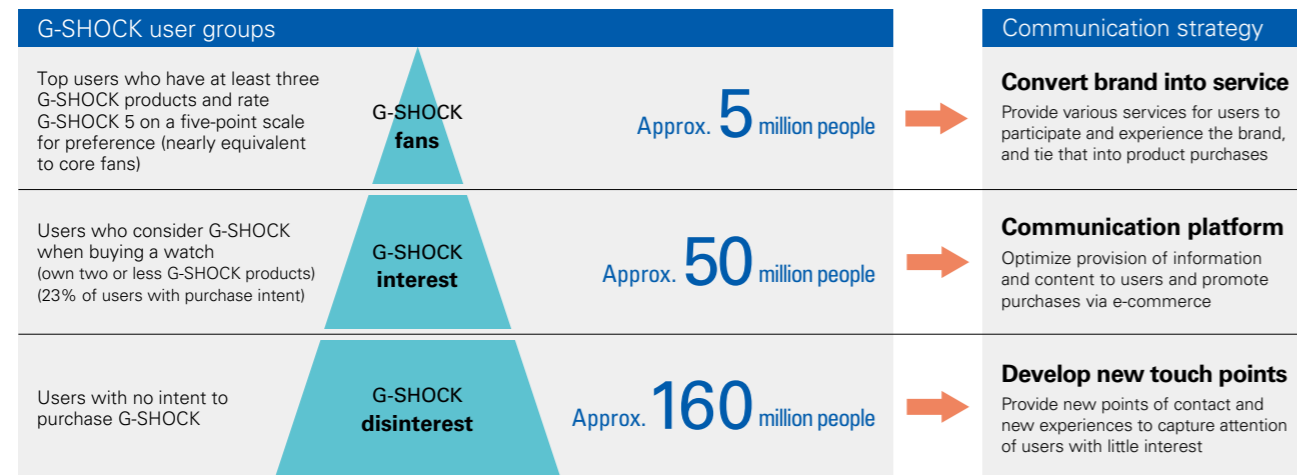 G-SHOCK user groups
Communication strategy
Top users who have at least three
G-SHOCK products and rate
G-SHOCK 5 on a five-point scale
for preference (nearly equivalent
to core fans)
G-SHOCK
fans
Approx. 5 million people
Convert brand into service
Provide various services for users to
participate and experience the brand,
and tie that into product purchases
Users who consider G-SHOCK
when buying a watch
(own two or less G-SHOCK products)
(23% of users with purchase intent)
G-SHOCK
interest
Approx. 50 million people
Communication platform
Optimize provision of information
and content to users and promote
purchases via e-commerce
Users with no intent to
purchase G-SHOCK
G-SHOCK
disinterest
Approx. 160 million people
Develop new touch points
Provide new points of contact and
new experiences to capture attention
of users with little interest